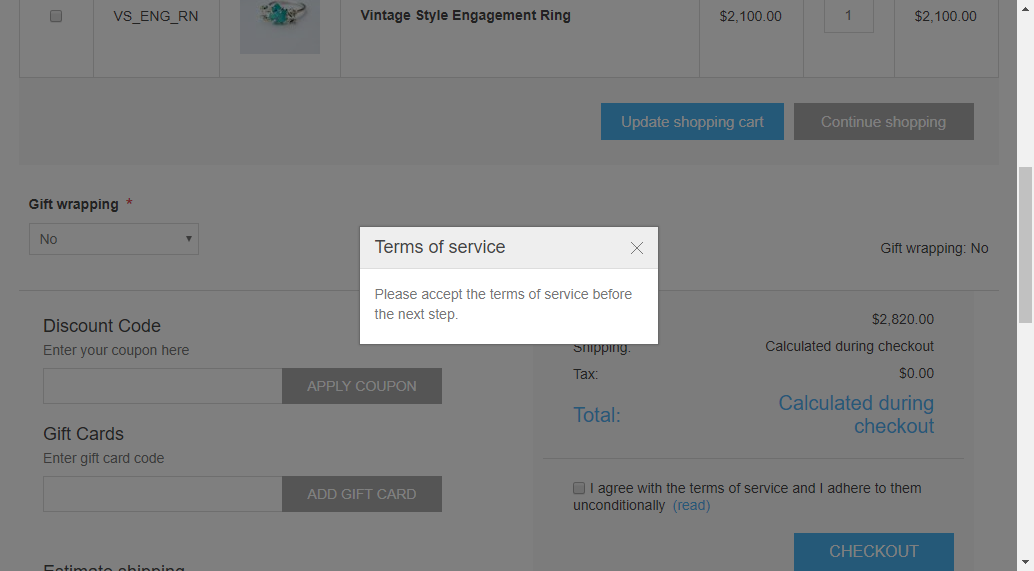 VS_ENG_RN Vintage Style Engagement Ring $2,100.00 1 $2,100.00
Update shopping cart Continue shopping
Gift wrapping *
No
Gift wrapping: No
Terms of service
Please accept the terms of service before
the next step.
Discount Code
Enter your coupon here
APPLY COUPON
Gift Cards
Enter gift card code
ADD GIFT CARD
Estimate shipping
$2,820.00
Shipping: Calculated during checkout
Tax: $0.00
Total: Calculated during
checkout
I agree with the terms of service and I adhere to them
unconditionally (read)
CHECKOUT